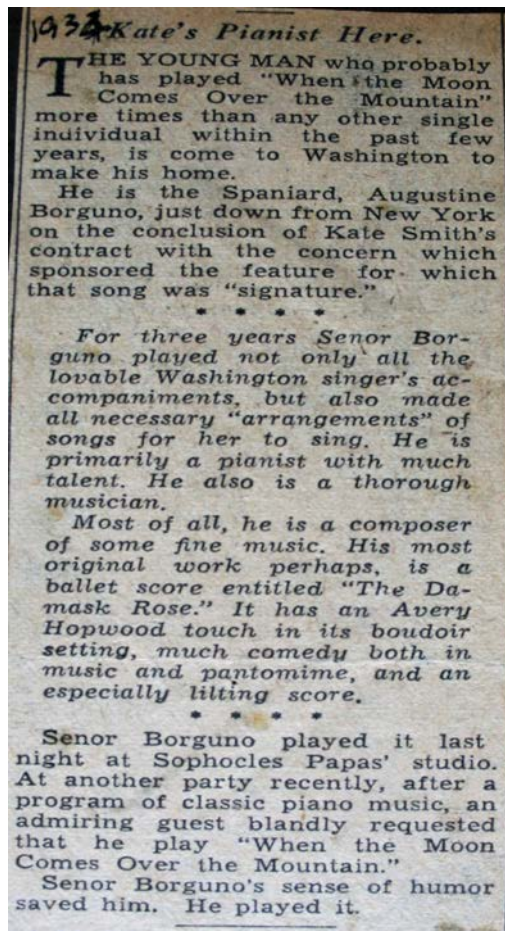 1934 Kate's Pianist Here.
THE YOUNG MAN who probably
has played "When the Moon
Comes Over the Mountain"
more times than any other single
individual within the past few
years, is come to Washington to
make his home.
He is the Spaniard, Augustine
Borguno, just down from New York
on the conclusion of Kate Smith's
contract with the concern which
sponsored the feature for which
that song was "signature."
* * * *
For three years Senor Bor-
guno played not only all the
lovable Washington singer's ac-
companiments, but also made
all necessary "arrangements" of
songs for her to sing. He is
primarily a pianist with much
talent. He also is a thorough
musician.
Most of all, he is a composer
of some fine music. His most
original work perhaps, is a
ballet score entitled "The Da-
mask Rose." It has an Avery
Hopwood touch in its boudoir
setting, much comedy both in
music and pantomime, and an
especially lilting score.
* * * *
Senor Borguno played it last
night at Sophocles Papas' studio.
At another party recently, after a
program of classic piano music, an
admiring guest blandly requested
that he play "When the Moon
Comes Over the Mountain."
Senor Borguno's sense of humor
saved him. He played it.